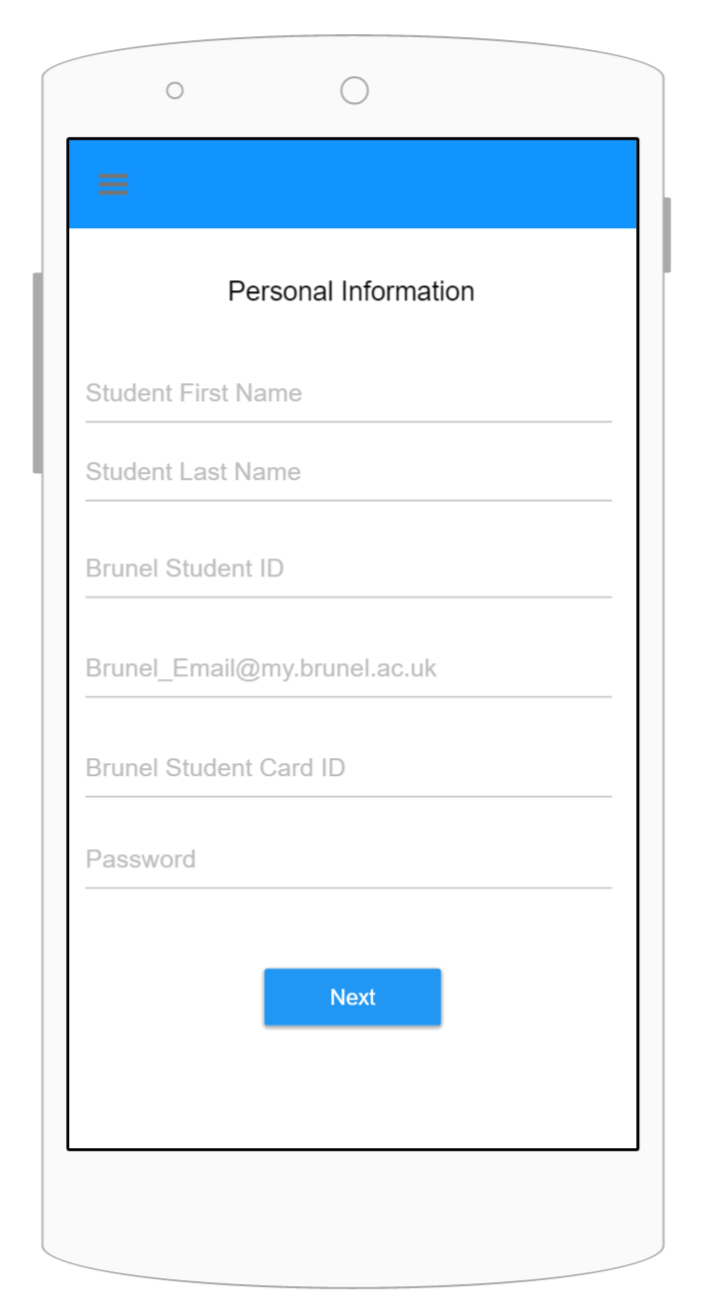 Personal Information
Student First Name
Student Last Name
Brunel Student ID
Brunel_Email@my.brunel.ac.uk
Brunel Student Card ID
Password
Next